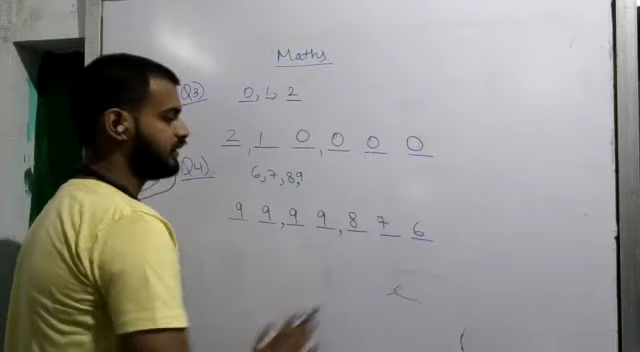 Maths
Q3) 0, 1, 2
2, 1 0 0, 0 0 0
Q4) 6, 7, 8, 9
9 9, 9 9, 8 7 6